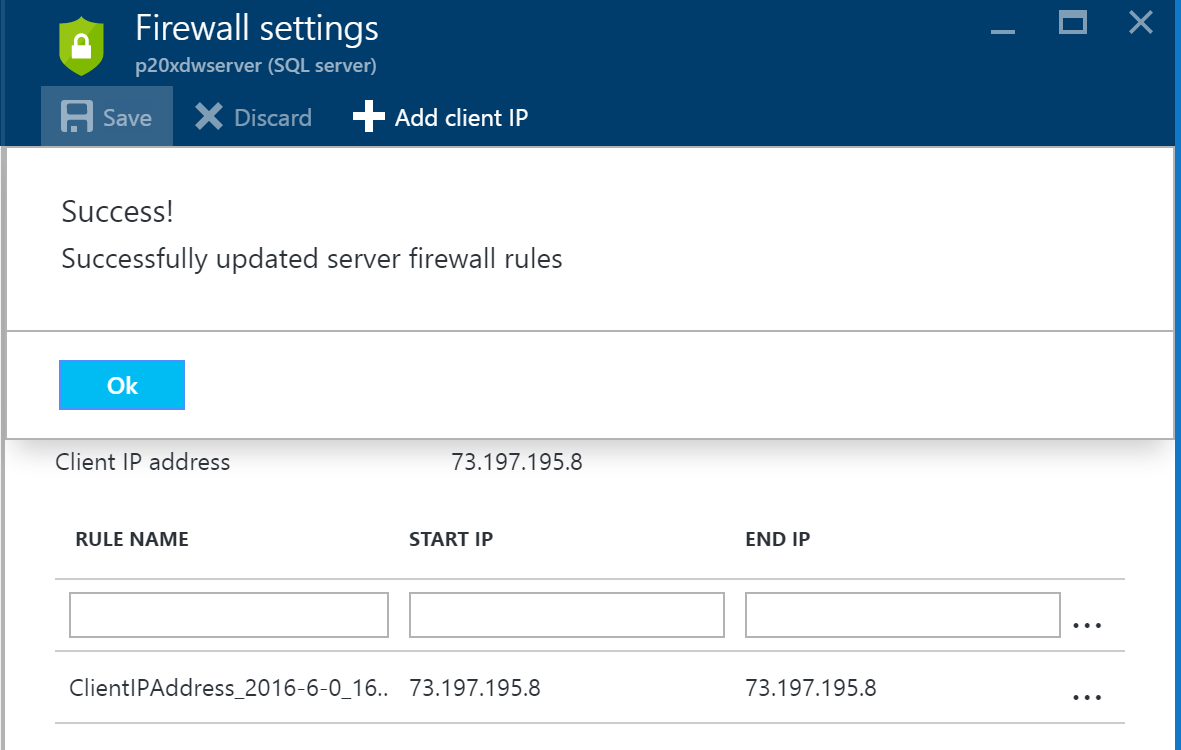 Firewall settings
p20xdwserver (SQL server)
Save Discard Add client IP
Success!
Successfully updated server firewall rules
Ok
Client IP address 73.197.195.8
RULE NAME START IP END IP
...
ClientIPAddress_2016-6-0_16.. 73.197.195.8 73.197.195.8 ...